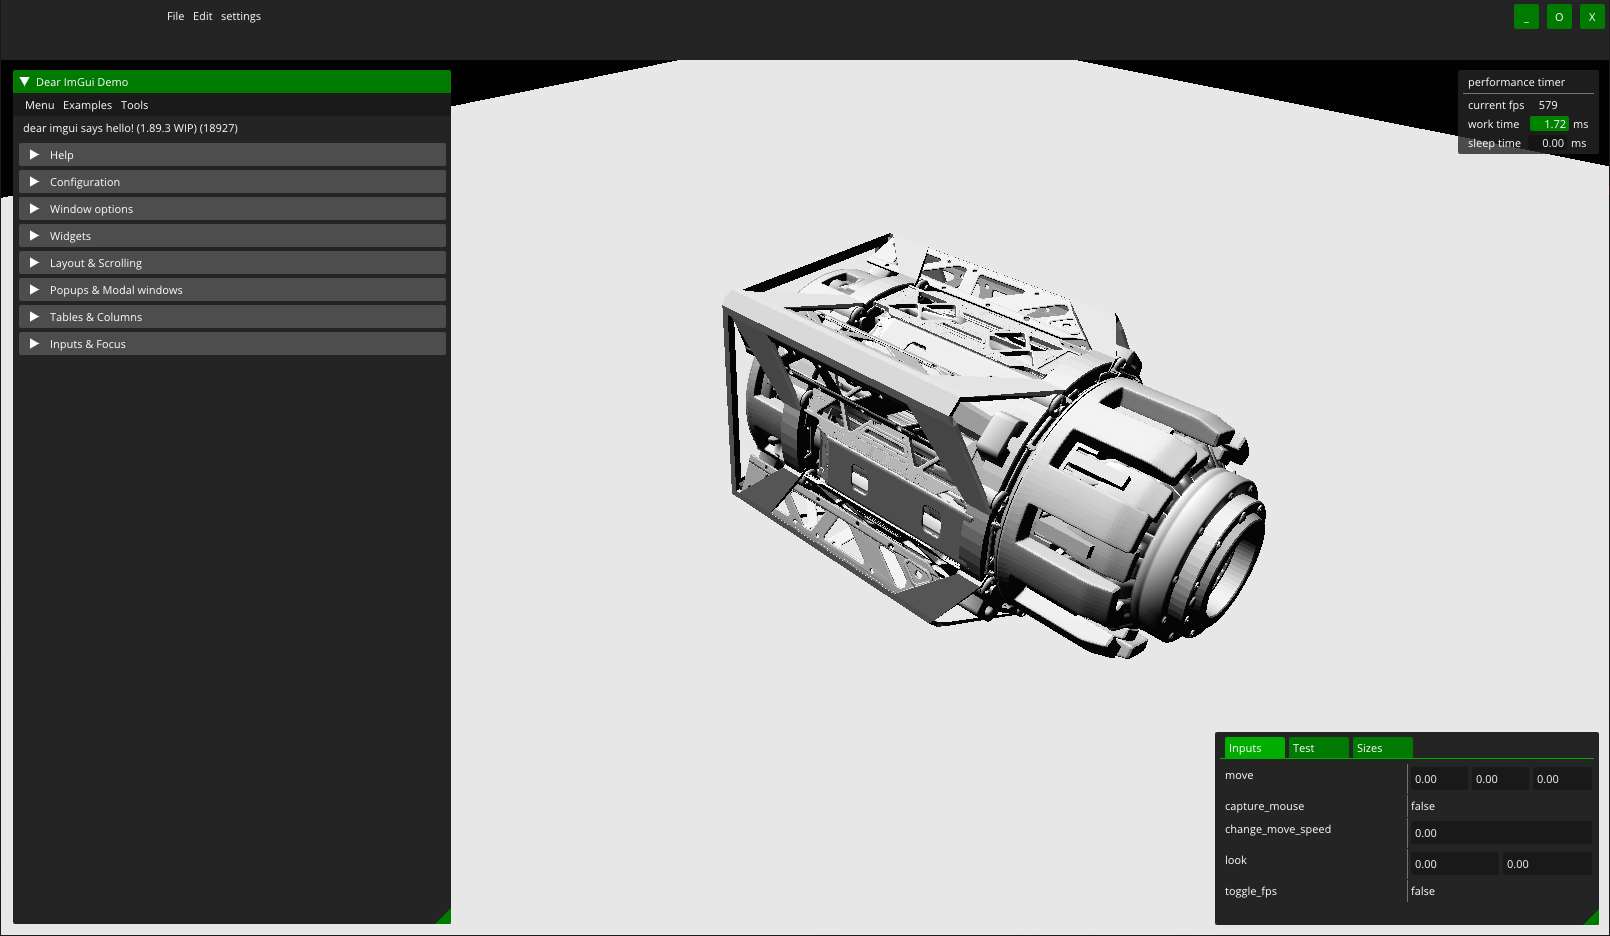 File Edit settings
_ O X
Dear ImGui Demo
Menu Examples Tools
dear imgui says hello! (1.89.3 WIP) (18927)
Help
Configuration
Window options
Widgets
Layout & Scrolling
Popups & Modal windows
Tables & Columns
Inputs & Focus
performance timer
current fps 579
work time 1.72 ms
sleep time 0.00 ms
Inputs Test Sizes
move 0.00 0.00 0.00
capture_mouse false
change_move_speed 0.00
look 0.00 0.00
toggle_fps false